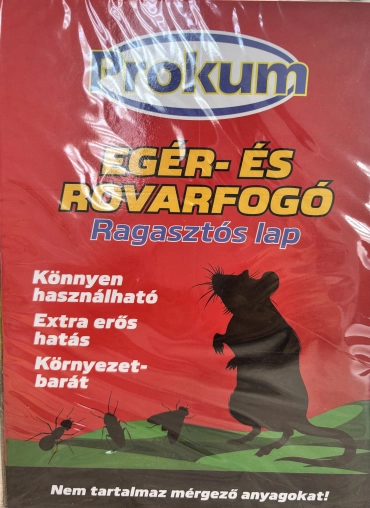 Prokum
EGÉR- ÉS
ROVARFOGÓ
Ragasztós lap
Könnyen
használható
Extra erős
hatás
Környezet-
barát
Nem tartalmaz mérgező anyagokat!